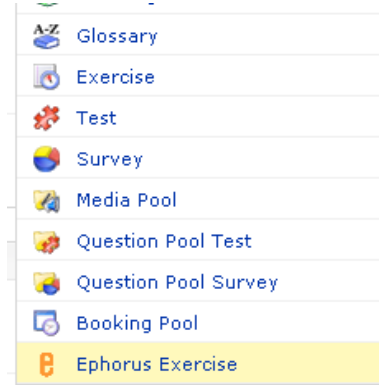 A-Z Glossary
Exercise
Test
Survey
Media Pool
Question Pool Test
Question Pool Survey
Booking Pool
e Ephorus Exercise